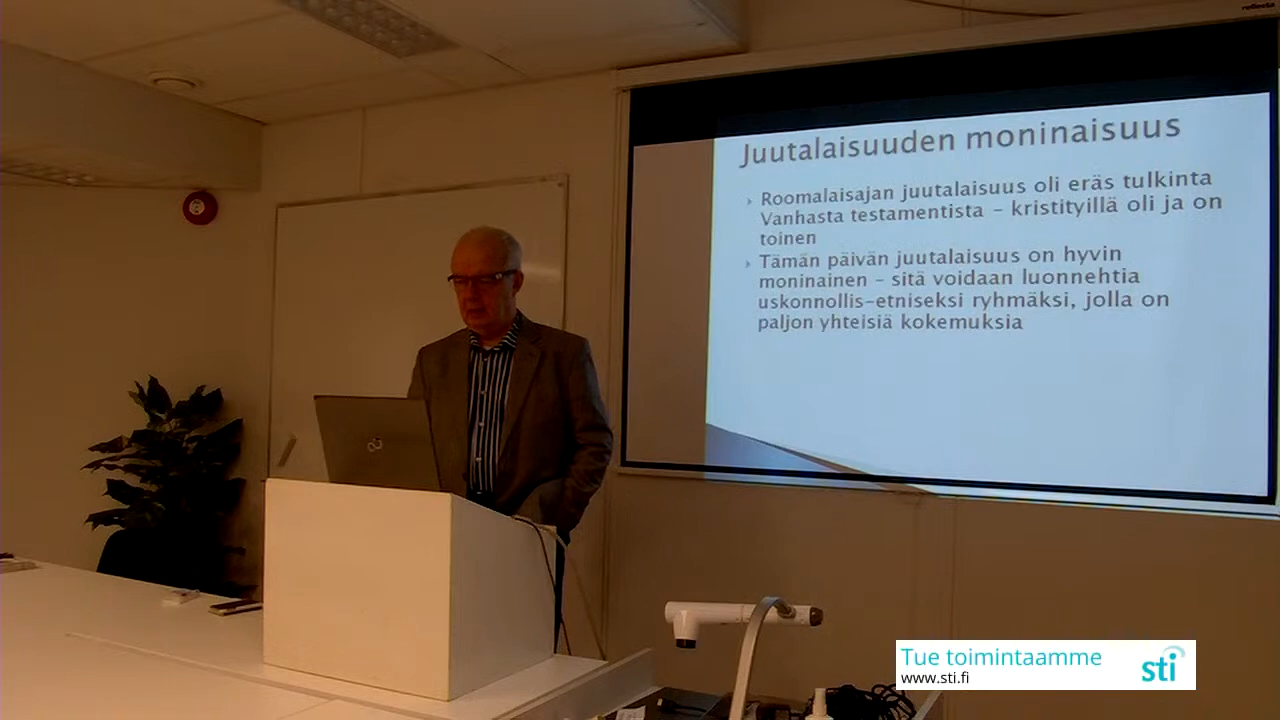 reflecta
Juutalaisuuden moninaisuus
Roomalaisajan juutalaisuus oli eräs tulkinta
Vanhasta testamentista – kristityillä oli ja on
toinen
Tämän päivän juutalaisuus on hyvin
moninainen – sitä voidaan luonnehtia
uskonnollis-etniseksi ryhmäksi, jolla on
paljon yhteisiä kokemuksia
Tue toimintaamme
www.sti.fi
sti